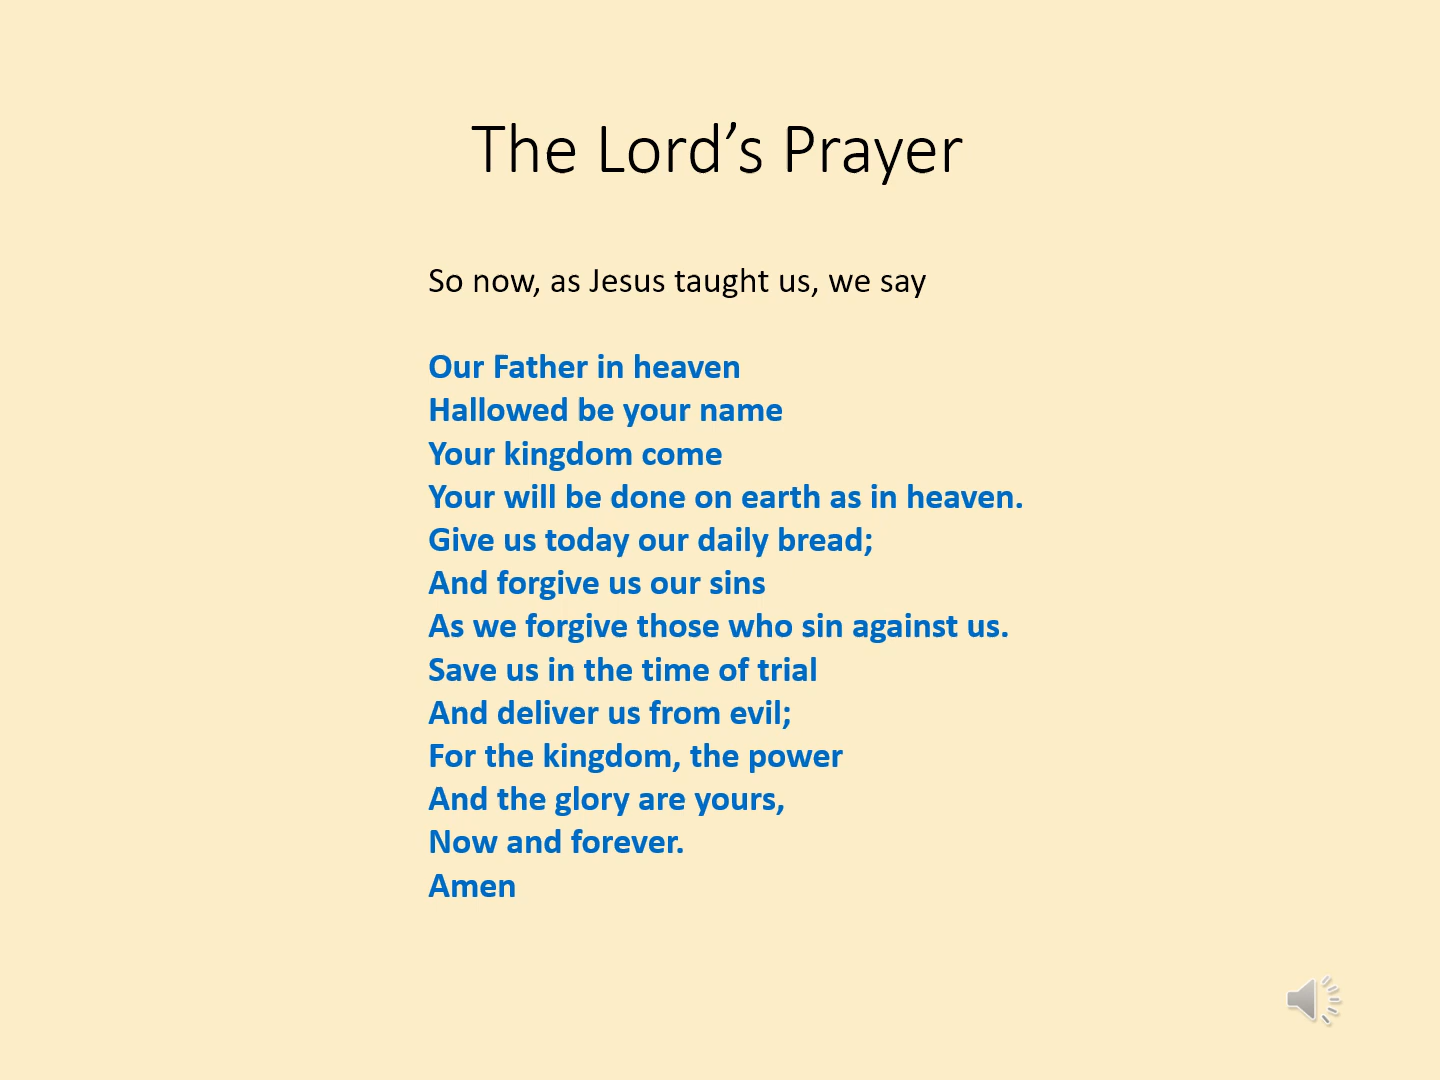 The Lord’s Prayer
So now, as Jesus taught us, we say
Our Father in heaven
Hallowed be your name
Your kingdom come
Your will be done on earth as in heaven.
Give us today our daily bread;
And forgive us our sins
As we forgive those who sin against us.
Save us in the time of trial
And deliver us from evil;
For the kingdom, the power
And the glory are yours,
Now and forever.
Amen